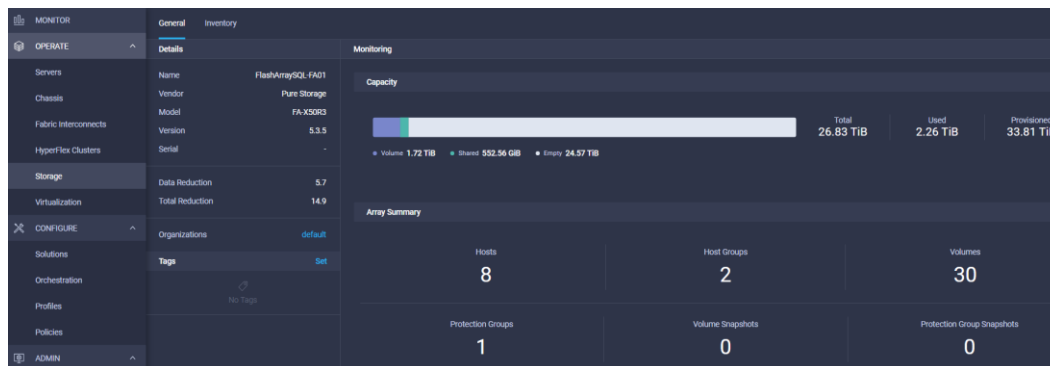 MONITOR
OPERATE
Servers
Chassis
Fabric Interconnects
HyperFlex Clusters
Storage
Virtualization
CONFIGURE
Solutions
Orchestration
Profiles
Policies
ADMIN
General Inventory
Details
Name FlashArraySQL-FA01
Vendor Pure Storage
Model FA-X50R3
Version 5.3.5
Serial -
Data Reduction 5.7
Total Reduction 14.9
Organizations default
Tags Set
No Tags
Monitoring
Capacity
Total
26.83 TiB
Used
2.26 TiB
Provisioned
33.81 Ti
Volume 1.72 TiB Shared 552.56 GiB Empty 24.57 TiB
Array Summary
Hosts
8
Host Groups
2
Volumes
30
Protection Groups
1
Volume Snapshots
0
Protection Group Snapshots
0